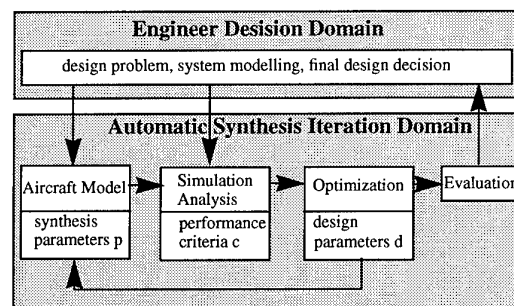 Engineer Desision Domain
design problem, system modelling, final design decision
Automatic Synthesis Iteration Domain
Aircraft Model
synthesis
parameters p
Simulation
Analysis
performance
criteria c
Optimization
design
parameters d
Evaluation